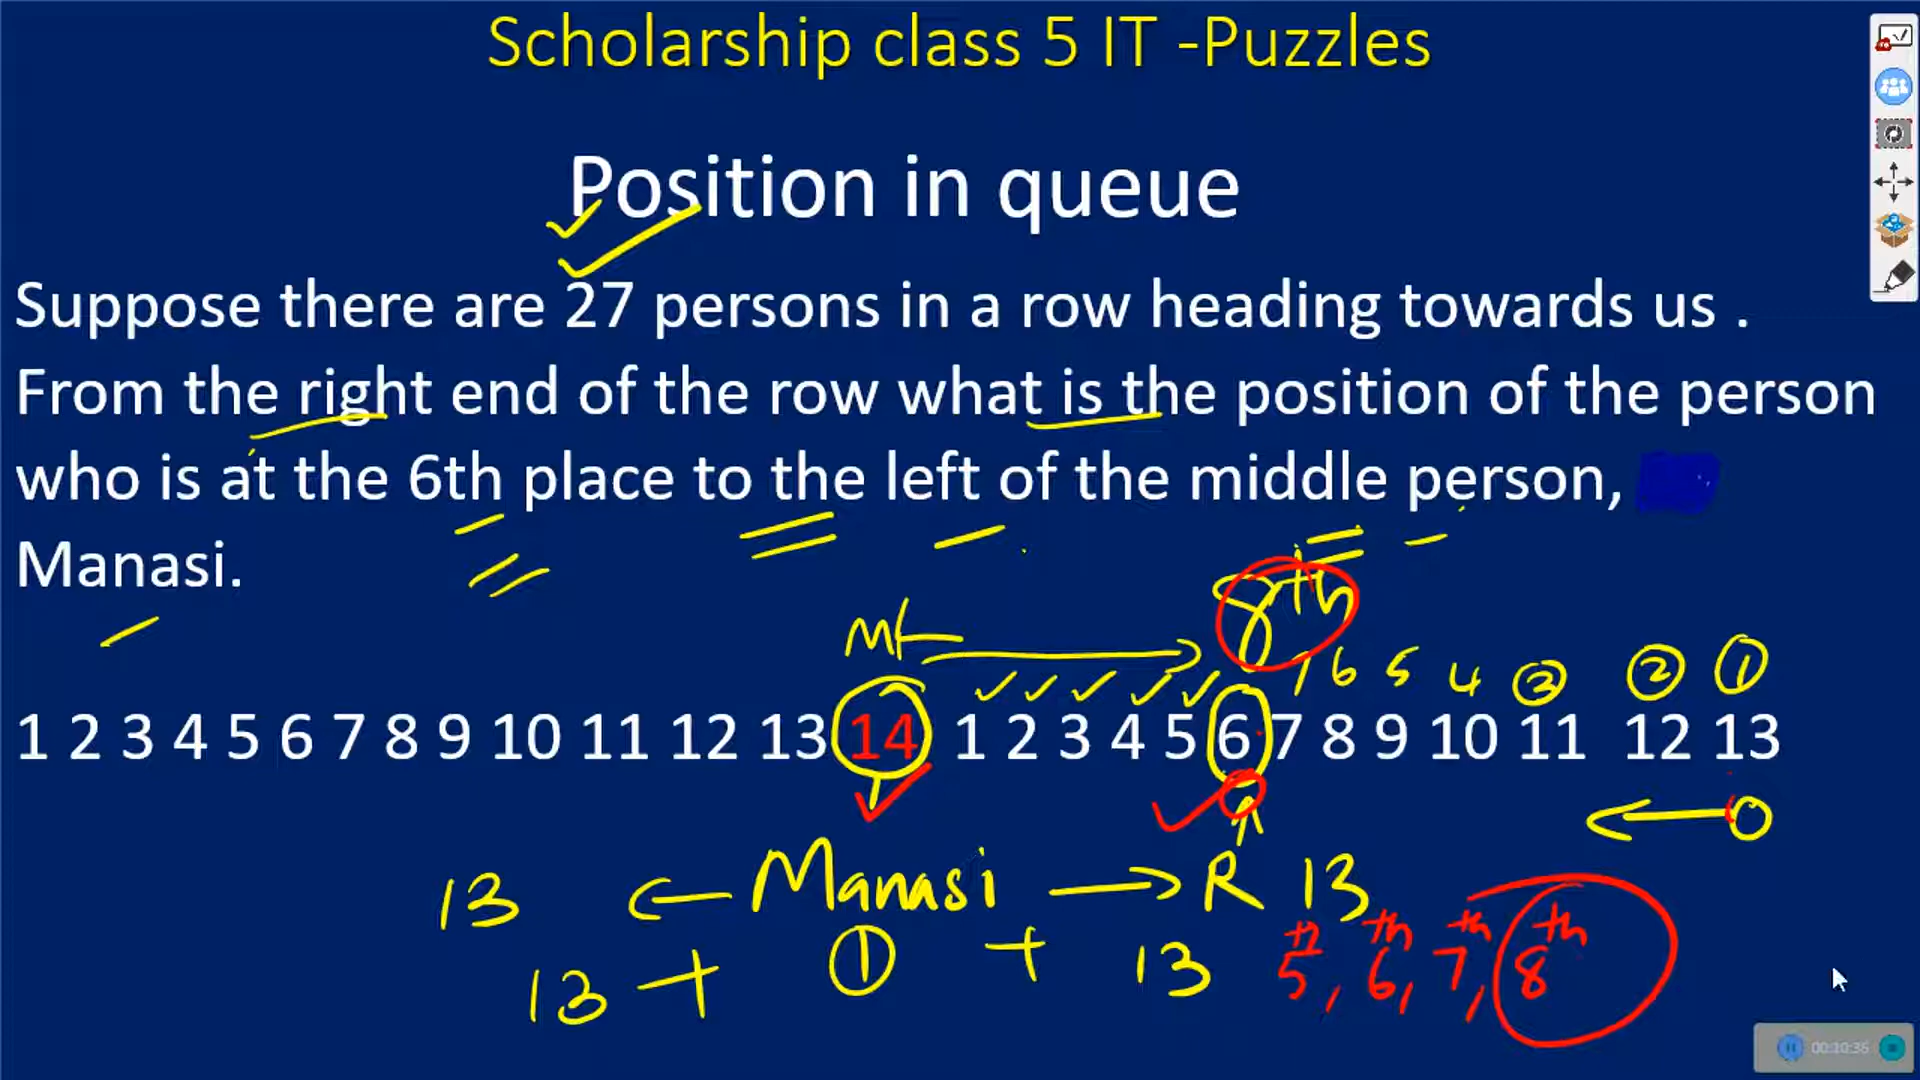 Scholarship class 5 IT -Puzzles
Position in queue
Suppose there are 27 persons in a row heading towards us .
From the right end of the row what is the position of the person
who is at the 6th place to the left of the middle person,
Manasi.
8th
7 6 5 4 3 2 1
1 2 3 4 5 6 7 8 9 10 11 12 13 14 1 2 3 4 5 6 7 8 9 10 11 12 13
13 Manasi R 13
13 + 1 + 13 5th, 6th, 7th, 8th
00:10:36